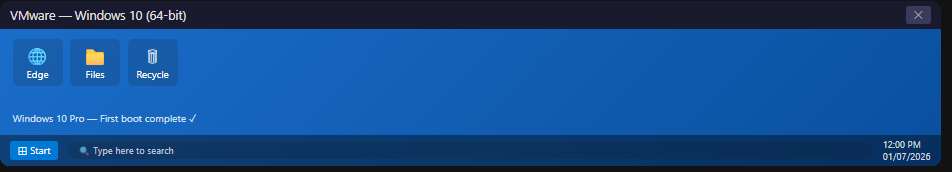 VMware — Windows 10 (64-bit)
Edge
Files
Recycle
Windows 10 Pro — First boot complete ✓
Start
Type here to search
12:00 PM
01/07/2026